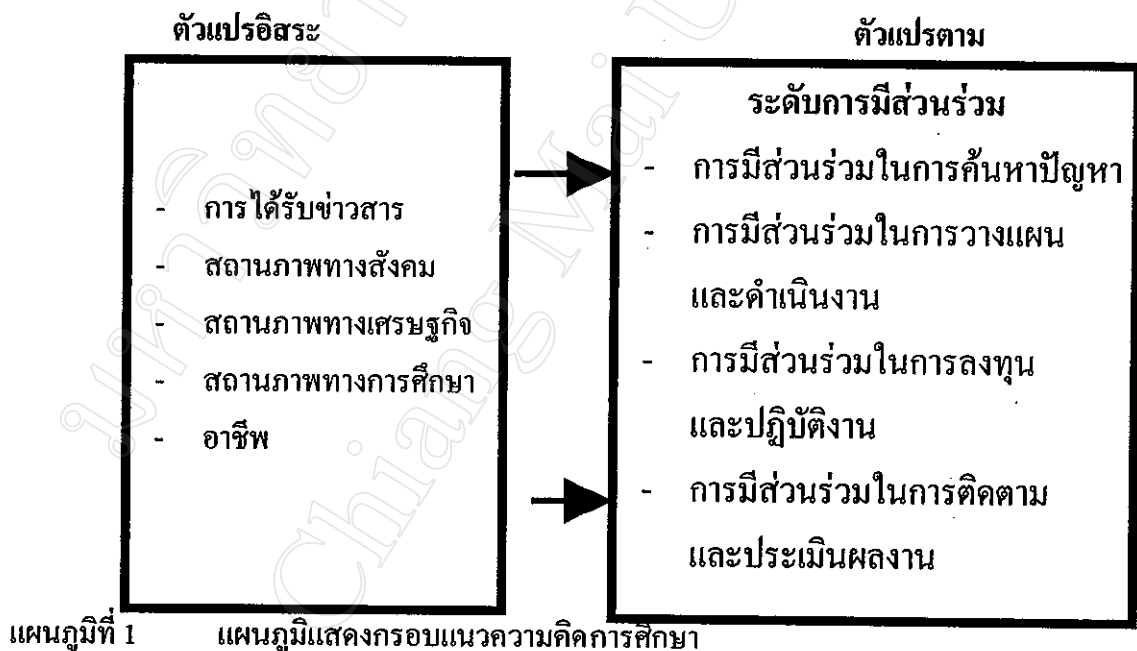 ตัวแปรอิสระ
- การได้รับข่าวสาร
- สถานภาพทางสังคม
- สถานภาพทางเศรษฐกิจ
- สถานภาพทางการศึกษา
- อาชีพ
ตัวแปรตาม
ระดับการมีส่วนร่วม
- การมีส่วนร่วมในการค้นหาปัญหา
- การมีส่วนร่วมในการวางแผน
และดำเนินงาน
- การมีส่วนร่วมในการลงทุน
และปฏิบัติงาน
- การมีส่วนร่วมในการติดตาม
และประเมินผลงาน
แผนภูมิที่ 1 แผนภูมิแสดงกรอบแนวความคิดการศึกษา
Chiang Mai U